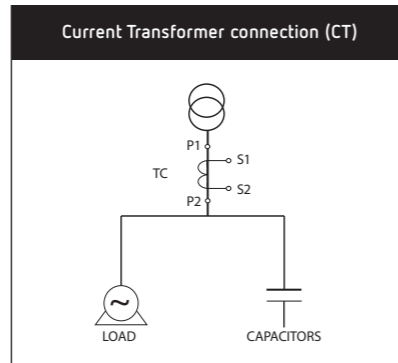 Current Transformer connection (CT)
P1
S1
TC
S2
P2
~
LOAD
CAPACITORS